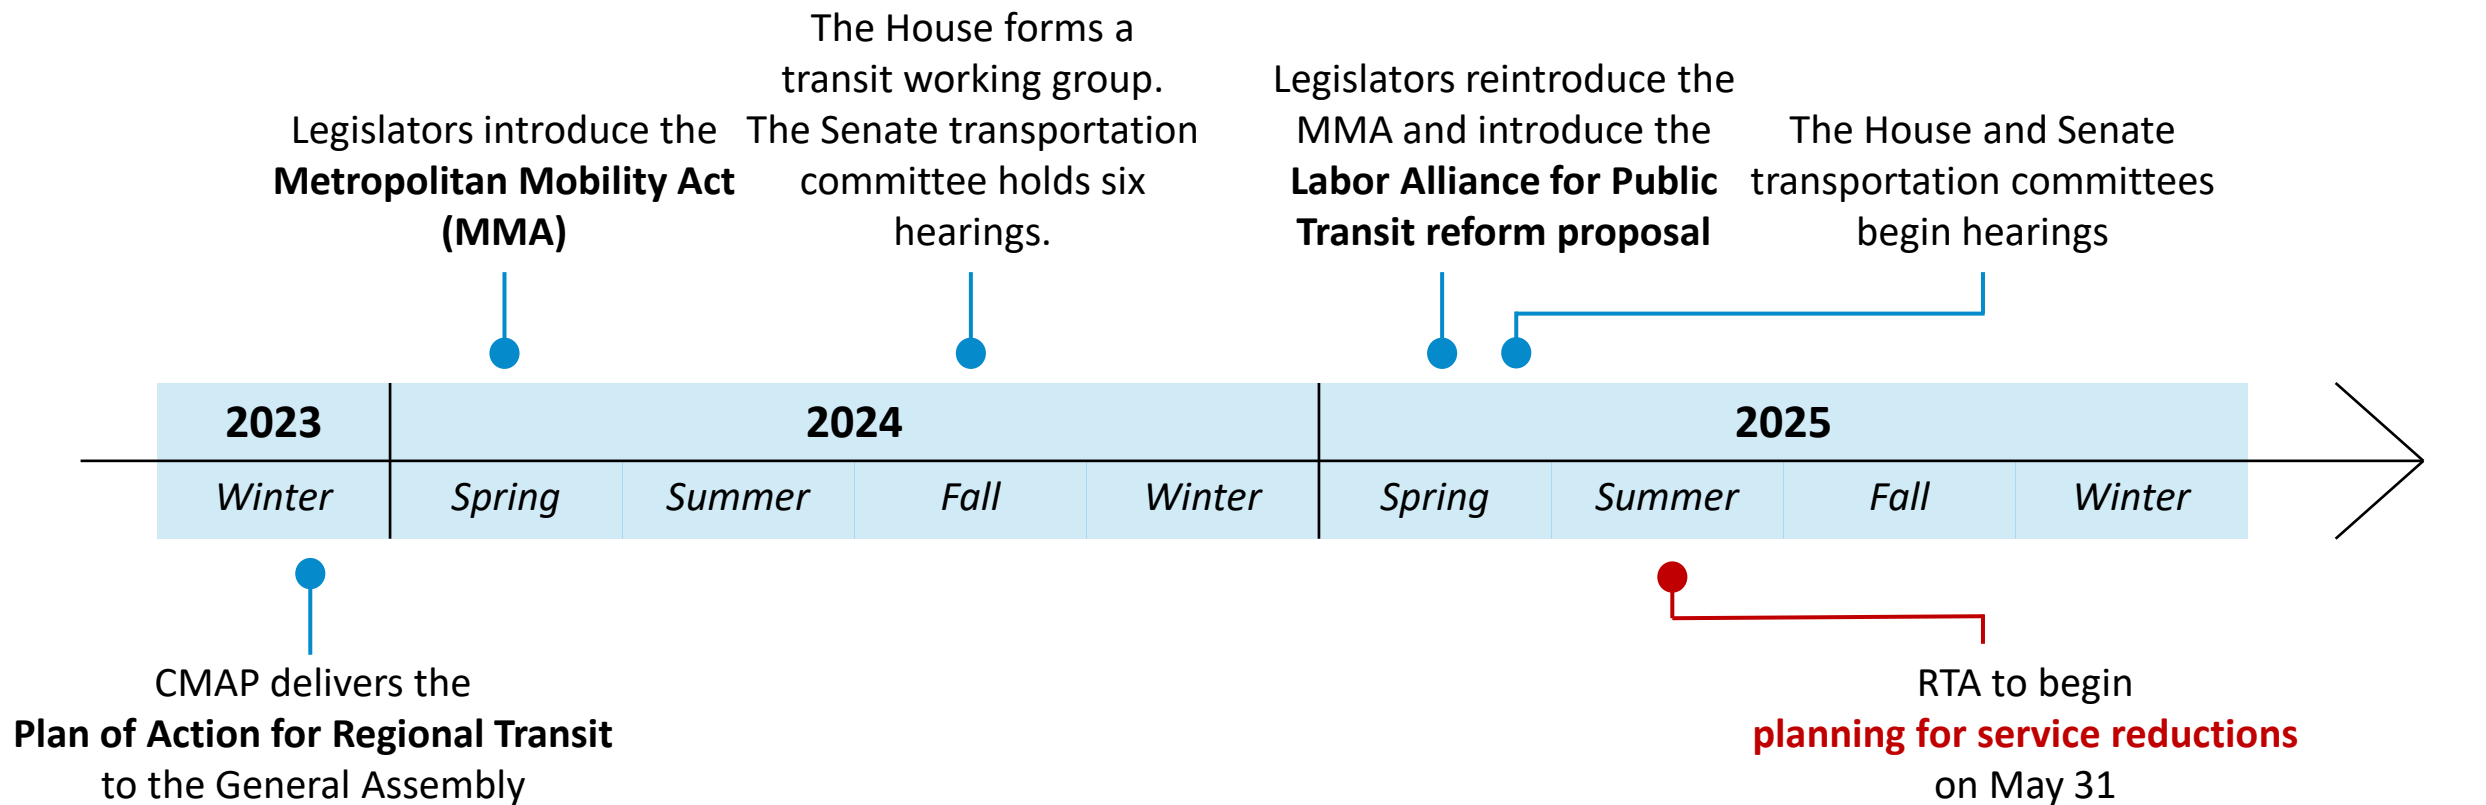 Legislators introduce the
Metropolitan Mobility Act
(MMA)
The House forms a
transit working group.
The Senate transportation
committee holds six
hearings.
Legislators reintroduce the
MMA and introduce the
Labor Alliance for Public
Transit reform proposal
The House and Senate
transportation committees
begin hearings
2023
2024
2025
Winter
Spring
Summer
Fall
Winter
Spring
Summer
Fall
Winter
CMAP delivers the
Plan of Action for Regional Transit
to the General Assembly
RTA to begin
planning for service reductions
on May 31